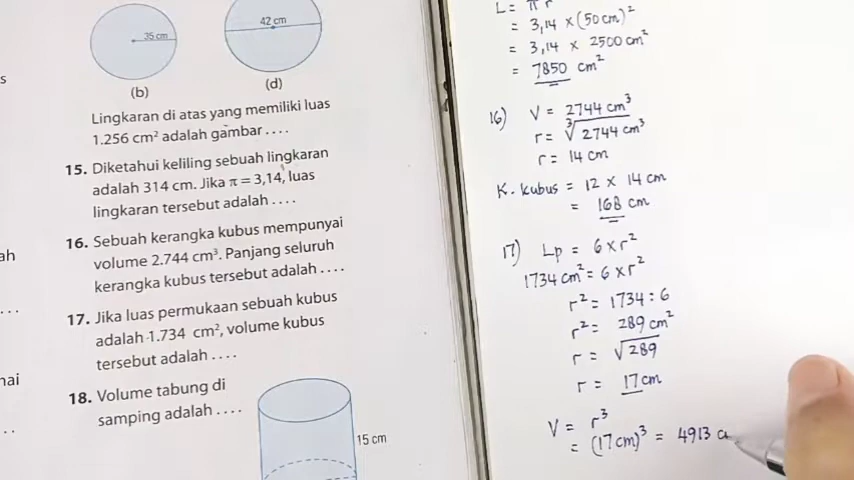 35 cm
42 cm
(b)
(d)
Lingkaran di atas yang memiliki luas
1.256 cm² adalah gambar . . . .
15. Diketahui keliling sebuah lingkaran
adalah 314 cm. Jika π = 3,14, luas
lingkaran tersebut adalah . . . .
16. Sebuah kerangka kubus mempunyai
volume 2.744 cm³. Panjang seluruh
kerangka kubus tersebut adalah . . . .
17. Jika luas permukaan sebuah kubus
adalah 1.734 cm², volume kubus
tersebut adalah . . . .
18. Volume tabung di
samping adalah . . . .
15 cm
s
ah
. . .
nai
. .
L = π r
= 3,14 × (50 cm)²
= 3,14 × 2500 cm²
= 7850 cm²
16) V = 2744 cm³
r = ∛2744 cm³
r = 14 cm
K. kubus = 12 × 14 cm
= 168 cm
17) Lp = 6 × r²
1734 cm² = 6 × r²
r² = 1734 : 6
r² = 289 cm²
r = √289
r = 17 cm
V = r³
= (17 cm)³ = 4913 c